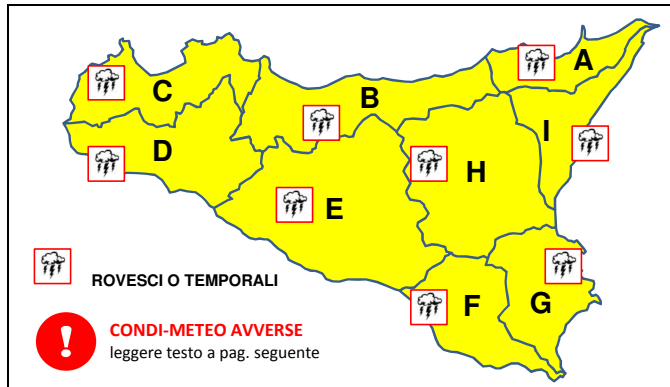 A
C
B
I
D
H
E
F
G
ROVESCI O TEMPORALI
!
CONDI-METEO AVVERSE
leggere testo a pag. seguente